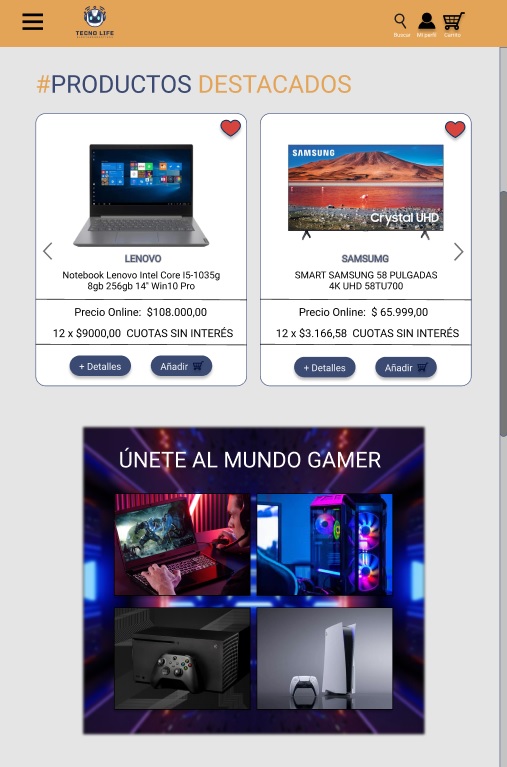 TECNO LIFE
Buscar
Mi perfil
Carrito
#PRODUCTOS DESTACADOS
LENOVO
Notebook Lenovo Intel Core I5-1035g
8gb 256gb 14" Win10 Pro
Precio Online: $108.000,00
12 x $9000,00 CUOTAS SIN INTERÉS
+ Detalles
Añadir
SAMSUNG
Crystal UHD
SAMSUMG
SMART SAMSUNG 58 PULGADAS
4K UHD 58TU700
Precio Online: $ 65.999,00
12 x $3.166,58 CUOTAS SIN INTERÉS
+ Detalles
Añadir
ÚNETE AL MUNDO GAMER